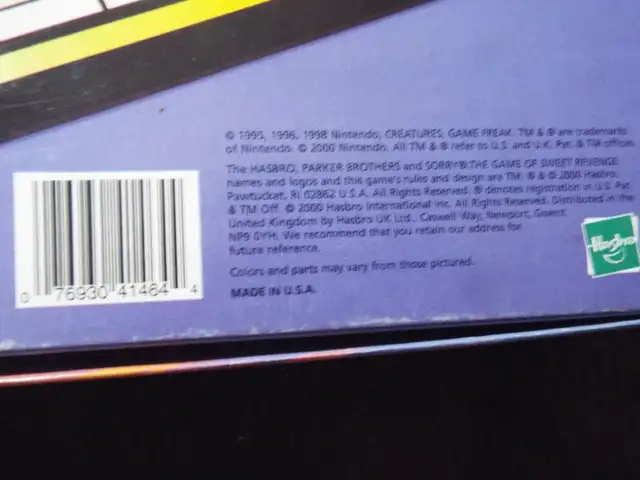 © 1995, 1996, 1998 Nintendo, CREATURES, GAME FREAK. TM & ® are trademarks
of Nintendo. © 2000 Nintendo. All TM & ® refer to U.S. and U.K. Pat. & TM offices.
The HASBRO, PARKER BROTHERS and SORRY!® THE GAME OF SWEET REVENGE
names and logos and this game's rules and design are TM, ® & © 2000 Hasbro,
Pawtucket, RI 02862 U.S.A. All Rights Reserved. ® denotes registration in U.S. Pat.
& TM Off. © 2000 Hasbro International Inc. All Rights Reserved. Distributed in the
United Kingdom by Hasbro UK Ltd., Caswell Way, Newport, Gwent
NP9 0YH. We recommend that you retain our address for
future reference.
Colors and parts may vary from those pictured.
MADE IN U.S.A.
0 76930 41464 4
Hasbro